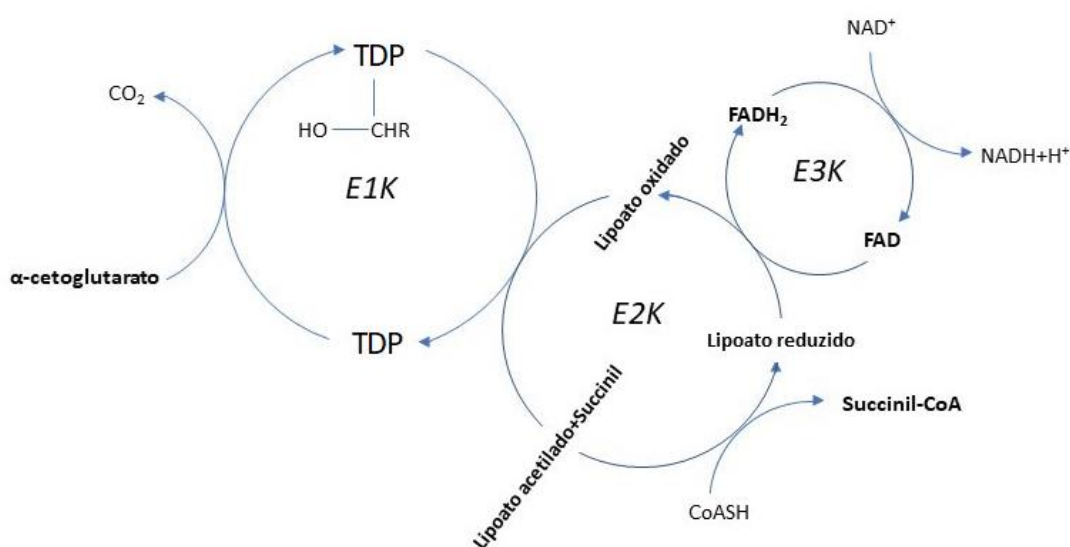 NAD⁺
TDP
CO₂
HO
CHR
FADH₂
NADH+H⁺
E1K
E3K
Lipoato oxidado
FAD
α-cetoglutarato
E2K
TDP
Lipoato reduzido
Lipoato acetilado+Succinil
Succinil-CoA
CoASH